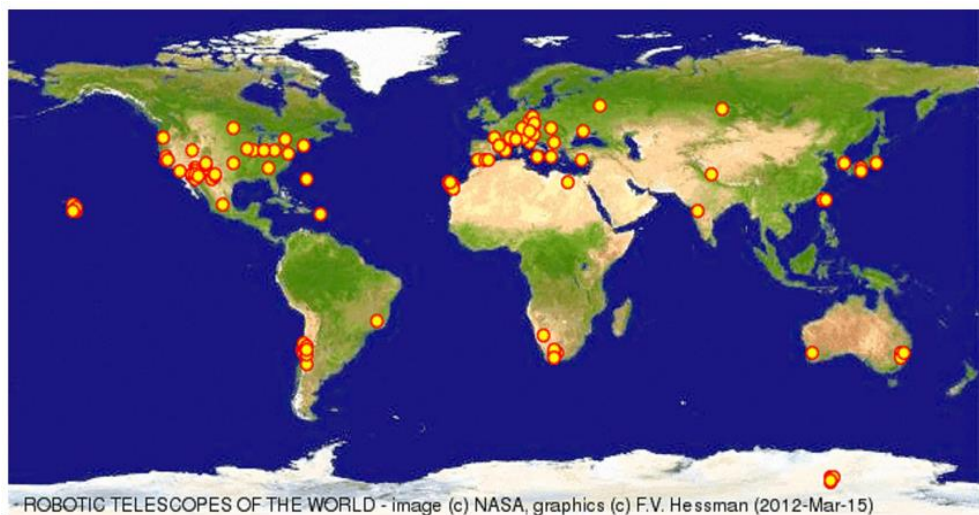 - ROBOTIC TELESCOPES OF THE WORLD - image (c) NASA, graphics (c) F.V. Hessman (2012-Mar-15)